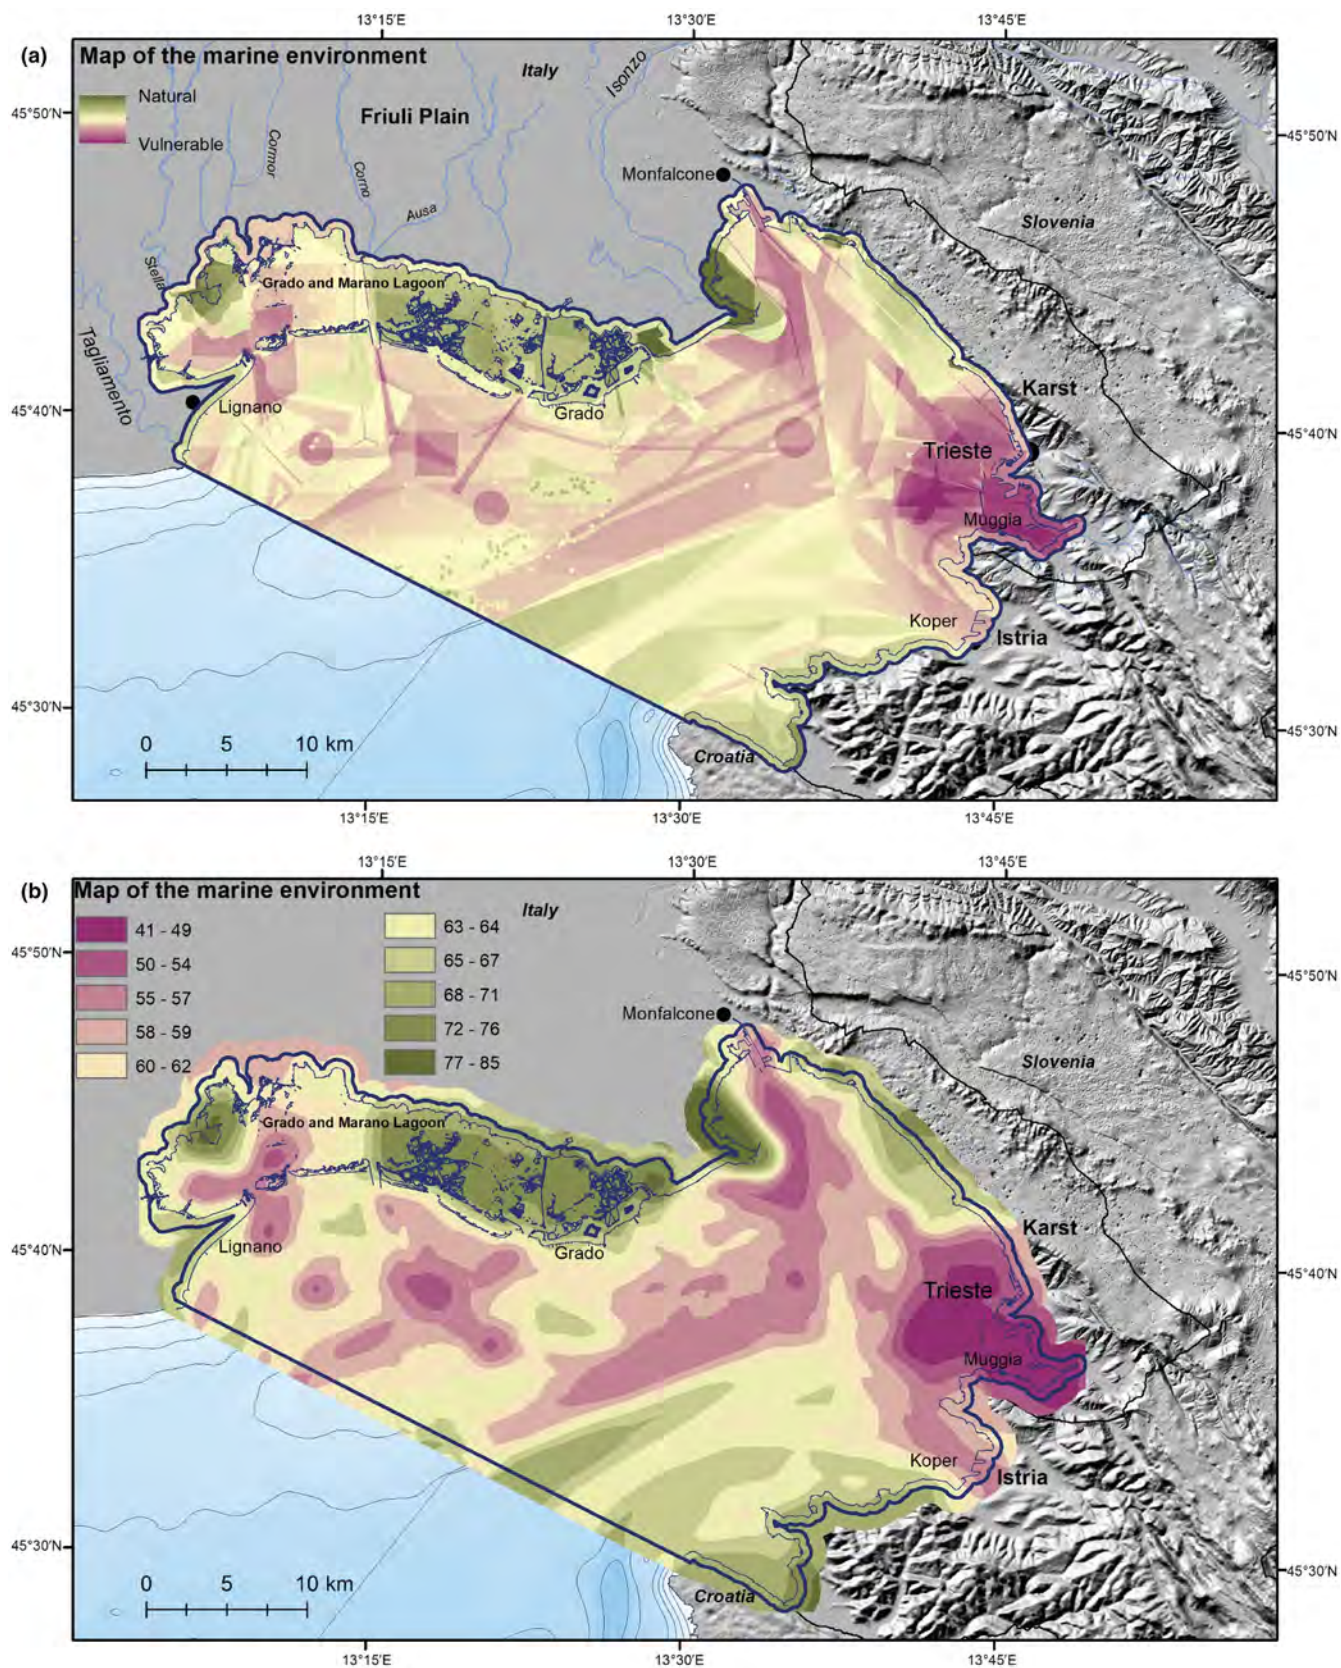 13°15'E 13°30'E 13°45'E
(a) Map of the marine environment
Natural
Vulnerable
Italy
Isonzo
Friuli Plain
Cormor
Corno
Ausa
Stella
Tagliamento
Monfalcone
Slovenia
Grado and Marano Lagoon
Karst
Lignano
Grado
Trieste
Muggia
Koper
Istria
Croatia
45°50'N 45°50'N
45°40'N 45°40'N
45°30'N 45°30'N
0 5 10 km
13°15'E 13°30'E 13°45'E
13°15'E 13°30'E 13°45'E
(b) Map of the marine environment
41 - 49 63 - 64
50 - 54 65 - 67
55 - 57 68 - 71
58 - 59 72 - 76
60 - 62 77 - 85
Italy
Monfalcone
Slovenia
Grado and Marano Lagoon
Karst
Lignano
Grado
Trieste
Muggia
Koper
Istria
Croatia
45°50'N 45°50'N
45°40'N 45°40'N
45°30'N 45°30'N
0 5 10 km
13°15'E 13°30'E 13°45'E